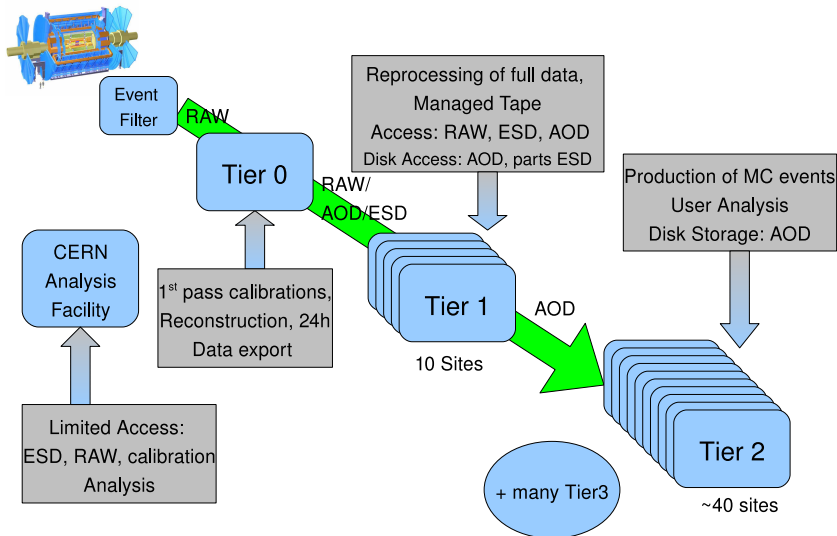 Event
Filter
RAW
Tier 0
RAW/
AOD/ESD
Reprocessing of full data,
Managed Tape
Access: RAW, ESD, AOD
Disk Access: AOD, parts ESD
Production of MC events
User Analysis
Disk Storage: AOD
CERN
Analysis
Facility
1st pass calibrations,
Reconstruction, 24h
Data export
Tier 1
AOD
10 Sites
Limited Access:
ESD, RAW, calibration
Analysis
+ many Tier3
Tier 2
~40 sites